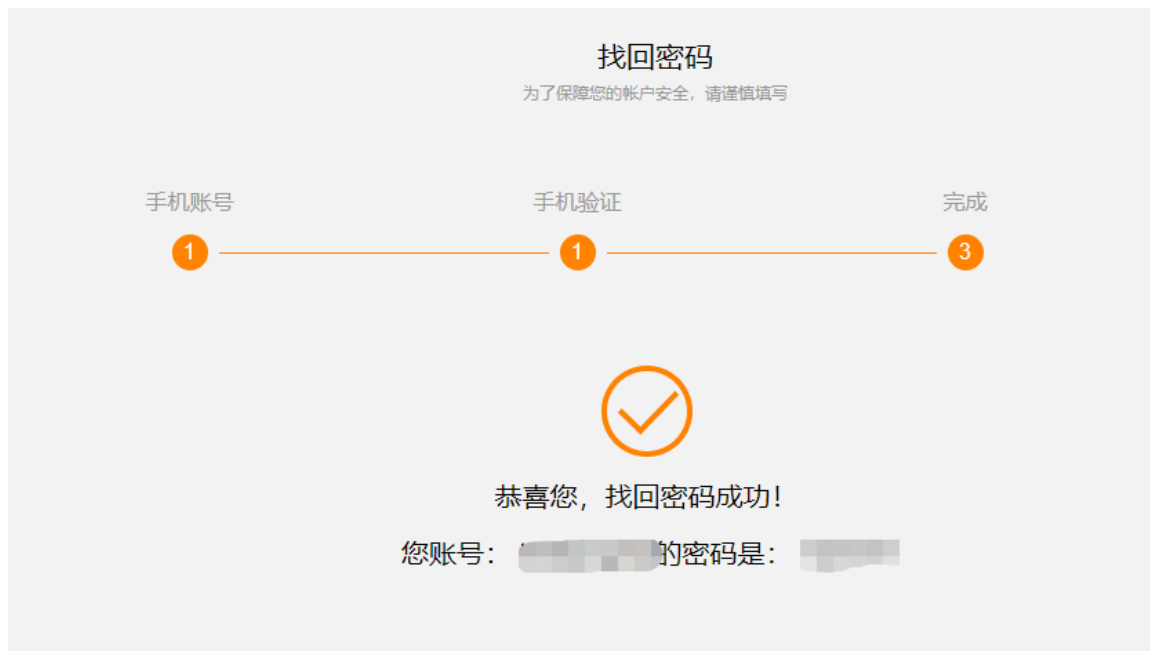 找回密码
为了保障您的帐户安全，请谨慎填写
手机账号 手机验证 完成
1 1 3
恭喜您，找回密码成功！
您账号： 的密码是：